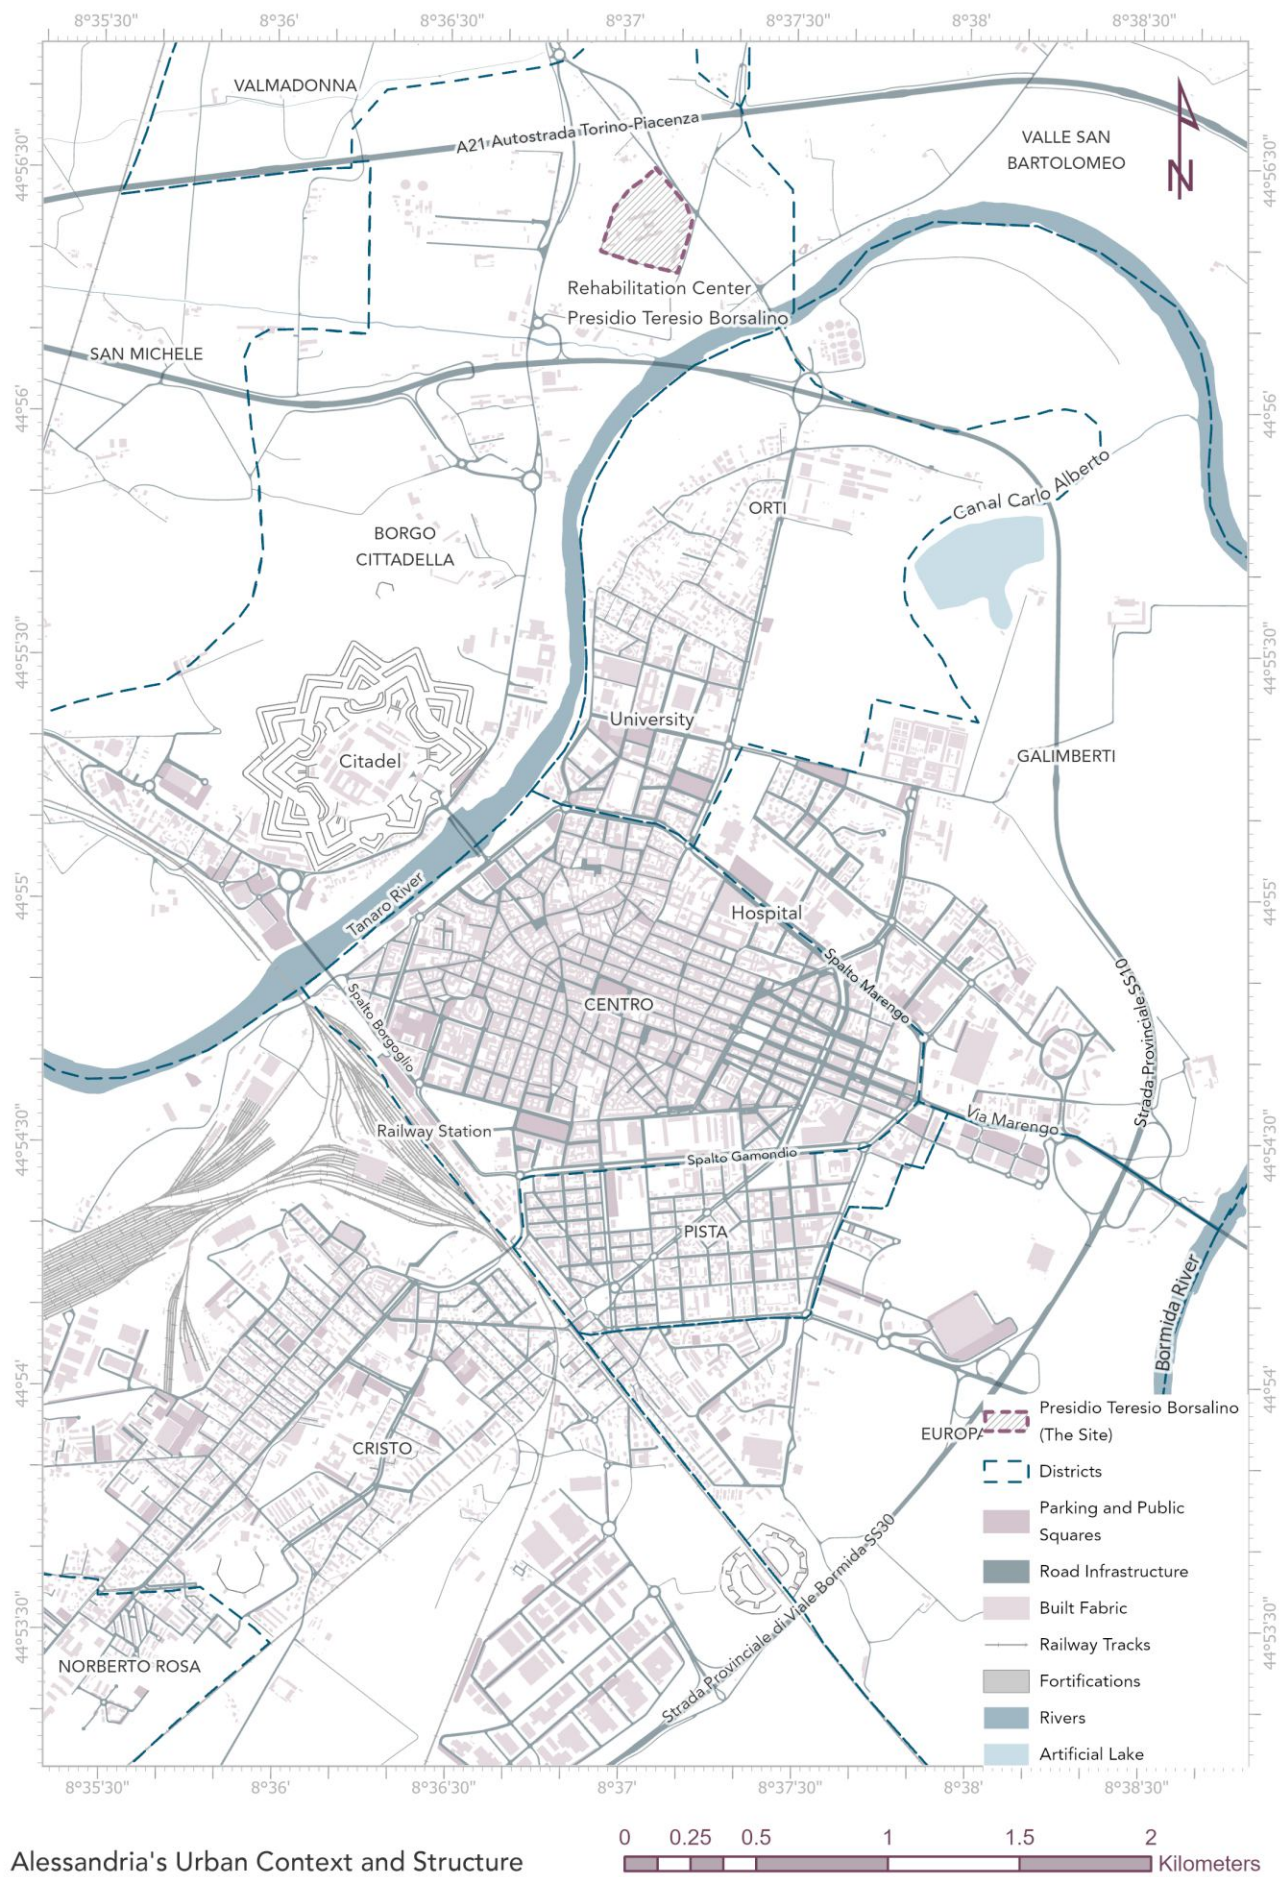 8°35'30" 8°36' 8°36'30" 8°37' 8°37'30" 8°38' 8°38'30"
VALMADONNA
A21 Autostrada Torino-Piacenza
VALLE SAN
BARTOLOMEO
44°56'30" 44°56'30"
N
Rehabilitation Center
Presidio Teresio Borsalino
SAN MICHELE
44°56' 44°56'
Canal Carlo Alberto
ORTI
BORGO
CITTADELLA
44°55'30" 44°55'30"
University
Citadel
GALIMBERTI
44°55' 44°55'
Tanaro River
Hospital
Spalto Marengo
CENTRO
Spalto Borgoglio
Strada Provinciale SS10
Via Marengo
Railway Station
44°54'30" 44°54'30"
Spalto Gamondio
PISTA
Bormida River
44°54' 44°54'
EUROPA
CRISTO
Strada Provinciale di Viale Bormida SS30
44°53'30" 44°53'30"
NORBERTO ROSA
Presidio Teresio Borsalino
(The Site)
Districts
Parking and Public
Squares
Road Infrastructure
Built Fabric
Railway Tracks
Fortifications
Rivers
Artificial Lake
8°35'30" 8°36' 8°36'30" 8°37' 8°37'30" 8°38' 8°38'30"
Alessandria's Urban Context and Structure
0 0.25 0.5 1 1.5 2
Kilometers